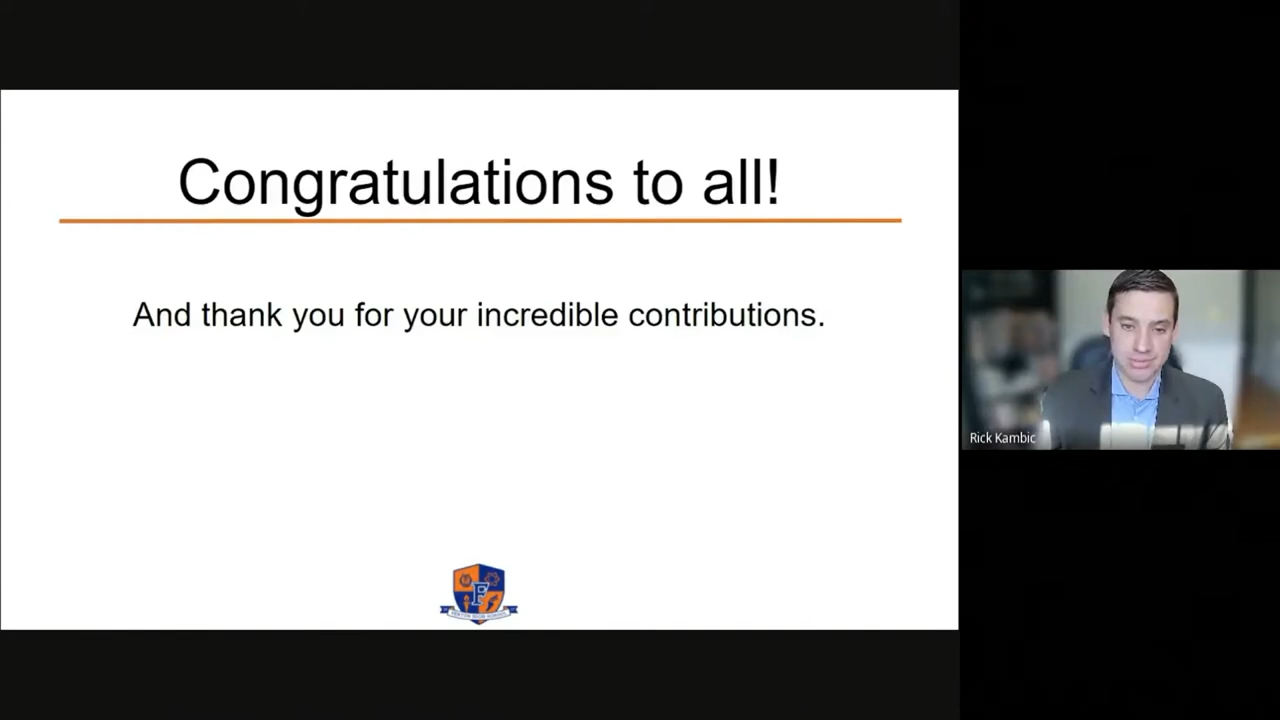 Congratulations to all!
And thank you for your incredible contributions.
Rick Kambic
F